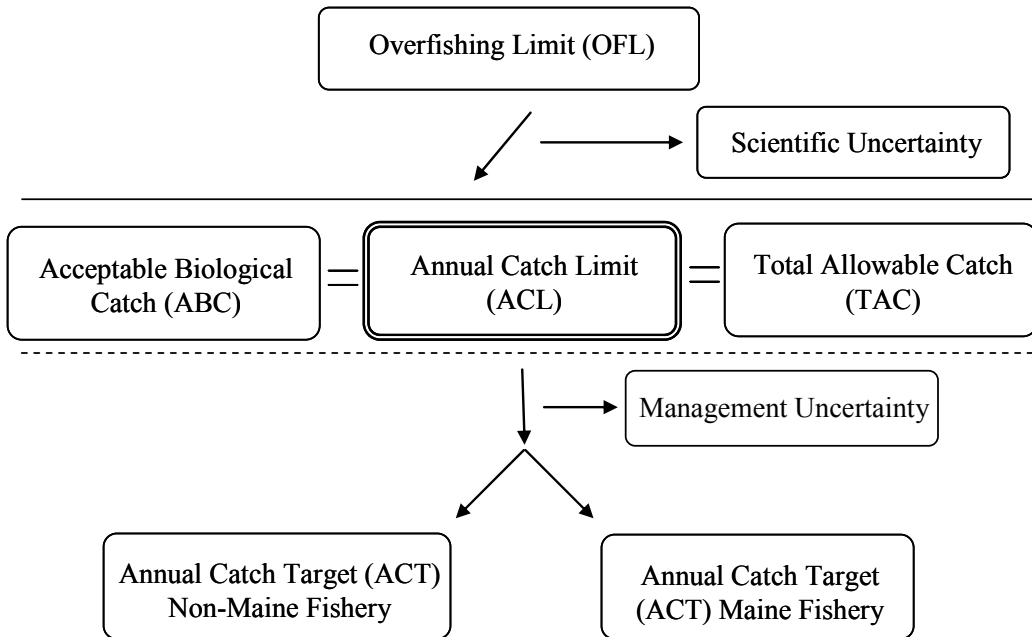 Overfishing Limit (OFL)
Scientific Uncertainty
Acceptable Biological
Catch (ABC)
=
Annual Catch Limit
(ACL)
=
Total Allowable Catch
(TAC)
Management Uncertainty
Annual Catch Target (ACT)
Non-Maine Fishery
Annual Catch Target
(ACT) Maine Fishery